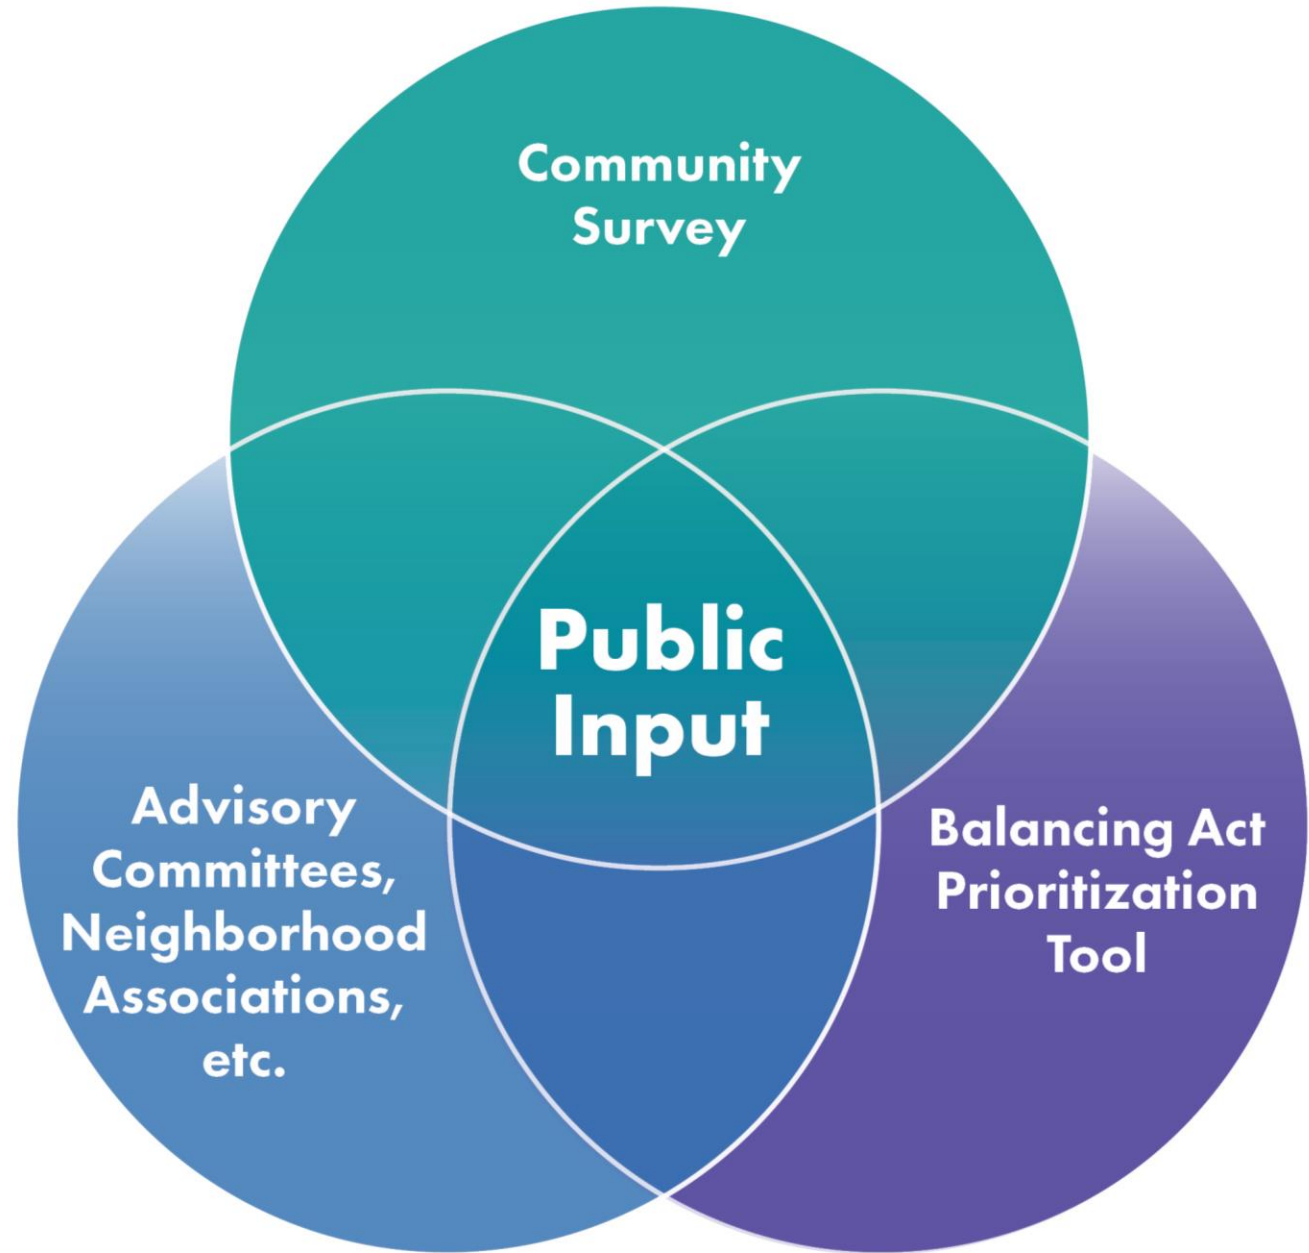 Community
Survey
Public
Input
Advisory
Committees,
Neighborhood
Associations,
etc.
Balancing Act
Prioritization
Tool